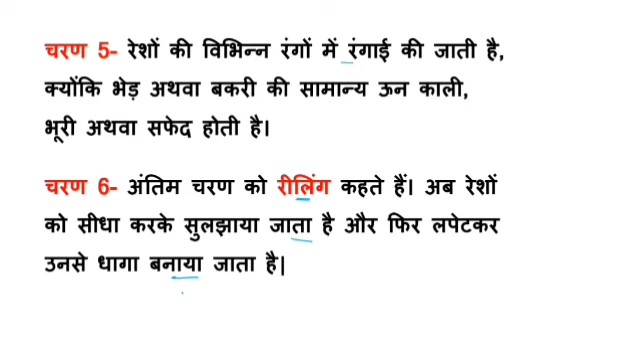 चरण 5- रेशों की विभिन्न रंगों में रंगाई की जाती है,
क्योंकि भेड़ अथवा बकरी की सामान्य ऊन काली,
भूरी अथवा सफेद होती है।
चरण 6- अंतिम चरण को रीलिंग कहते हैं। अब रेशों
को सीधा करके सुलझाया जाता है और फिर लपेटकर
उनसे धागा बनाया जाता है|